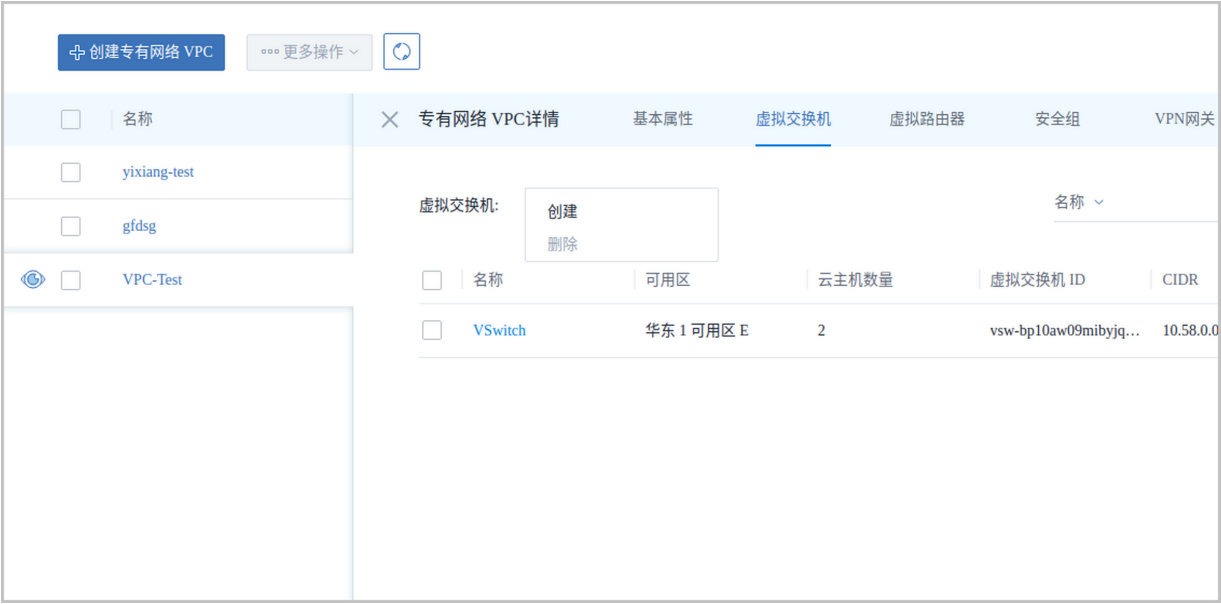 创建专有网络 VPC 更多操作
名称
yixiang-test
gfdsg
VPC-Test
专有网络 VPC详情 基本属性 虚拟交换机 虚拟路由器 安全组 VPN网关
虚拟交换机: 名称
创建
删除
名称 可用区 云主机数量 虚拟交换机 ID CIDR
VSwitch 华东 1 可用区 E 2 vsw-bp10aw09mibyjq… 10.58.0.0